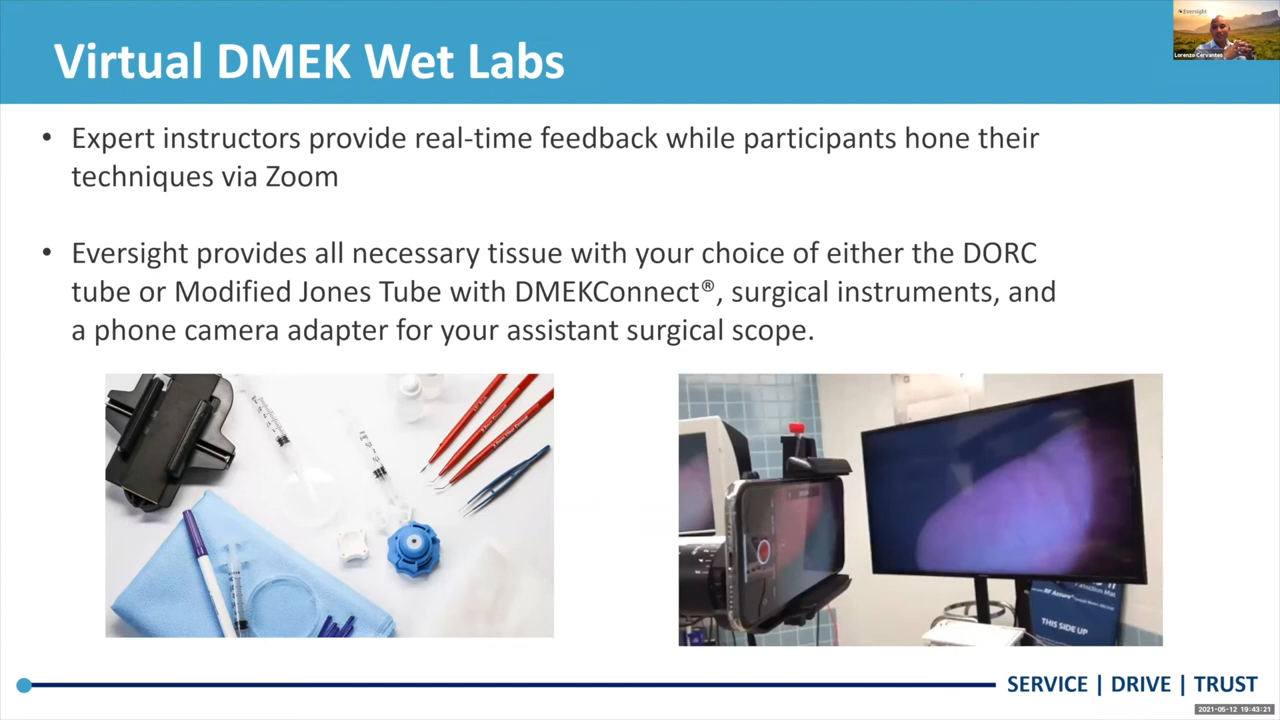 Virtual DMEK Wet Labs
Eversight
Lorenzo Cervantes
• Expert instructors provide real-time feedback while participants hone their
techniques via Zoom
• Eversight provides all necessary tissue with your choice of either the DORC
tube or Modified Jones Tube with DMEKConnect®, surgical instruments, and
a phone camera adapter for your assistant surgical scope.
THIS SIDE UP
SERVICE | DRIVE | TRUST
2021-05-12 19:43:21